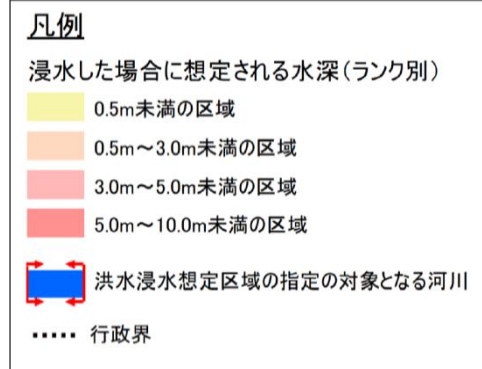 凡例
浸水した場合に想定される水深(ランク別)
0.5m未満の区域
0.5m～3.0m未満の区域
3.0m～5.0m未満の区域
5.0m～10.0m未満の区域
洪水浸水想定区域の指定の対象となる河川
行政界